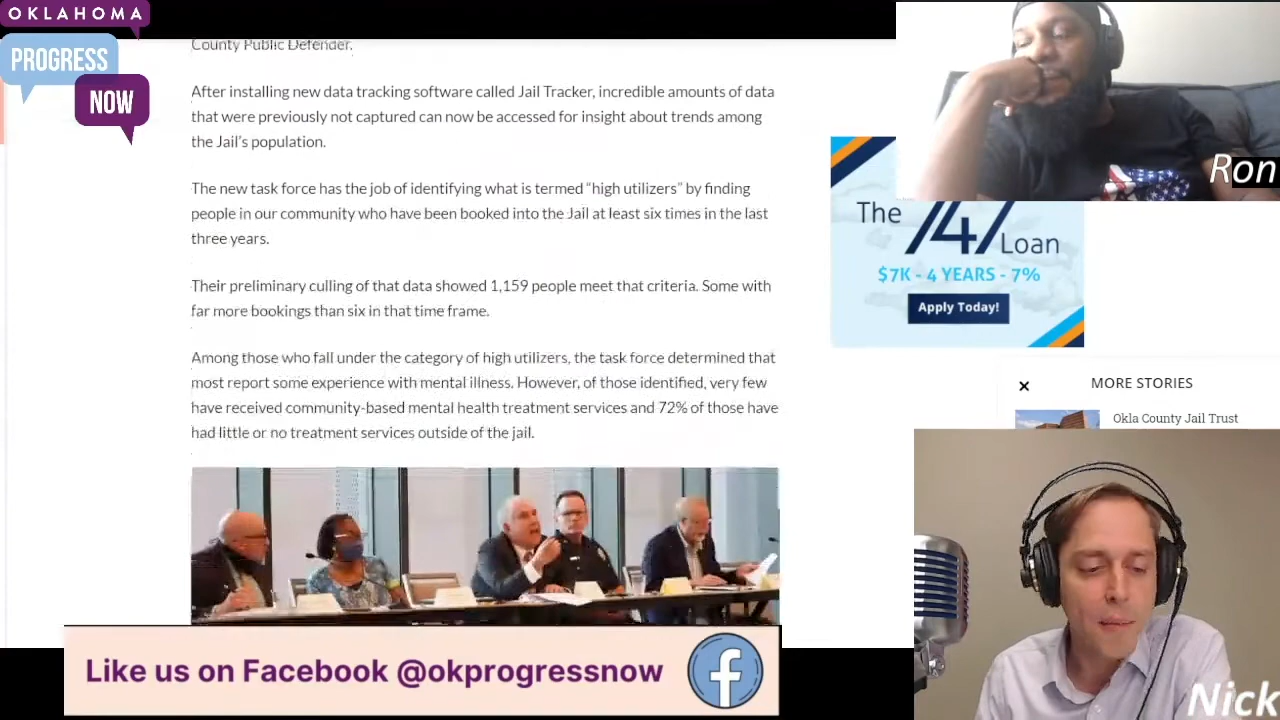 OKLAHOMA
PROGRESS
NOW
County Public Defender.
After installing new data tracking software called Jail Tracker, incredible amounts of data
that were previously not captured can now be accessed for insight about trends among
the Jail's population.
The new task force has the job of identifying what is termed “high utilizers” by finding
people in our community who have been booked into the Jail at least six times in the last
three years.
Their preliminary culing of that data showed 1,159 people meet that criteria. Some with
far more bookings than six in that time frame.
Among those who fall under the category of high utilizers, the task force determined that
most report some experience with mental illness. However, of those identified, very few
have received community-based mental health treatment services and 72% of those have
had little or no treatment services outside of the jail.
Ron
The 747 Loan
$7K - 4 YEARS - 7%
Apply Today!
× MORE STORIES
Okla County Jail Trust
Like us on Facebook @okprogressnow
Nick